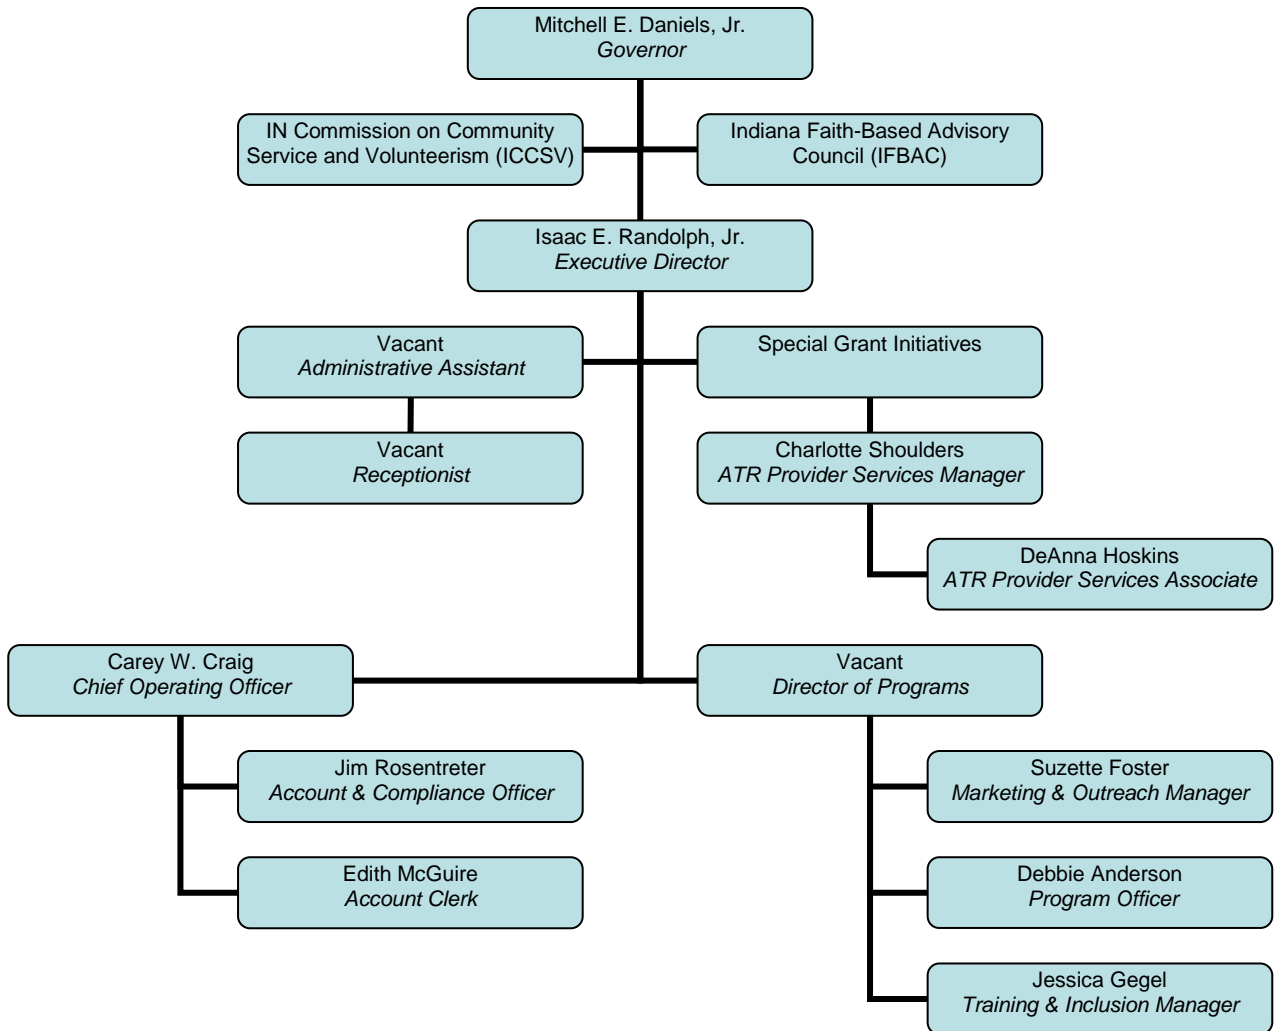 Mitchell E. Daniels, Jr.
Governor
IN Commission on Community
Service and Volunteerism (ICCSV)
Indiana Faith-Based Advisory
Council (IFBAC)
Isaac E. Randolph, Jr.
Executive Director
Vacant
Administrative Assistant
Special Grant Initiatives
Vacant
Receptionist
Charlotte Shoulders
ATR Provider Services Manager
DeAnna Hoskins
ATR Provider Services Associate
Carey W. Craig
Chief Operating Officer
Vacant
Director of Programs
Jim Rosentreter
Account & Compliance Officer
Suzette Foster
Marketing & Outreach Manager
Edith McGuire
Account Clerk
Debbie Anderson
Program Officer
Jessica Gegel
Training & Inclusion Manager